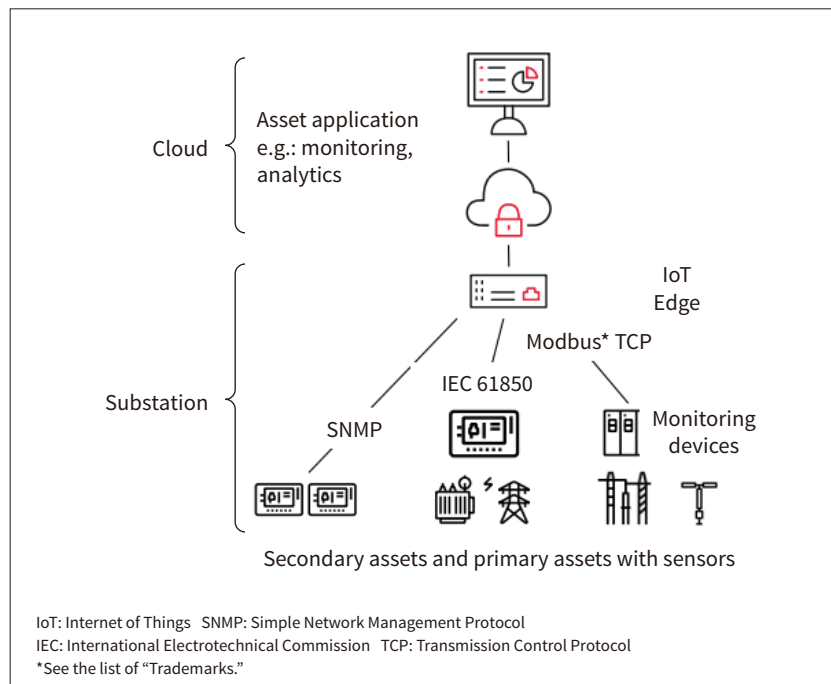 Cloud
Asset application
e.g.: monitoring,
analytics
IoT
Edge
Modbus* TCP
IEC 61850
Substation
SNMP
Monitoring
devices
Secondary assets and primary assets with sensors
IoT: Internet of Things SNMP: Simple Network Management Protocol
IEC: International Electrotechnical Commission TCP: Transmission Control Protocol
*See the list of “Trademarks.”